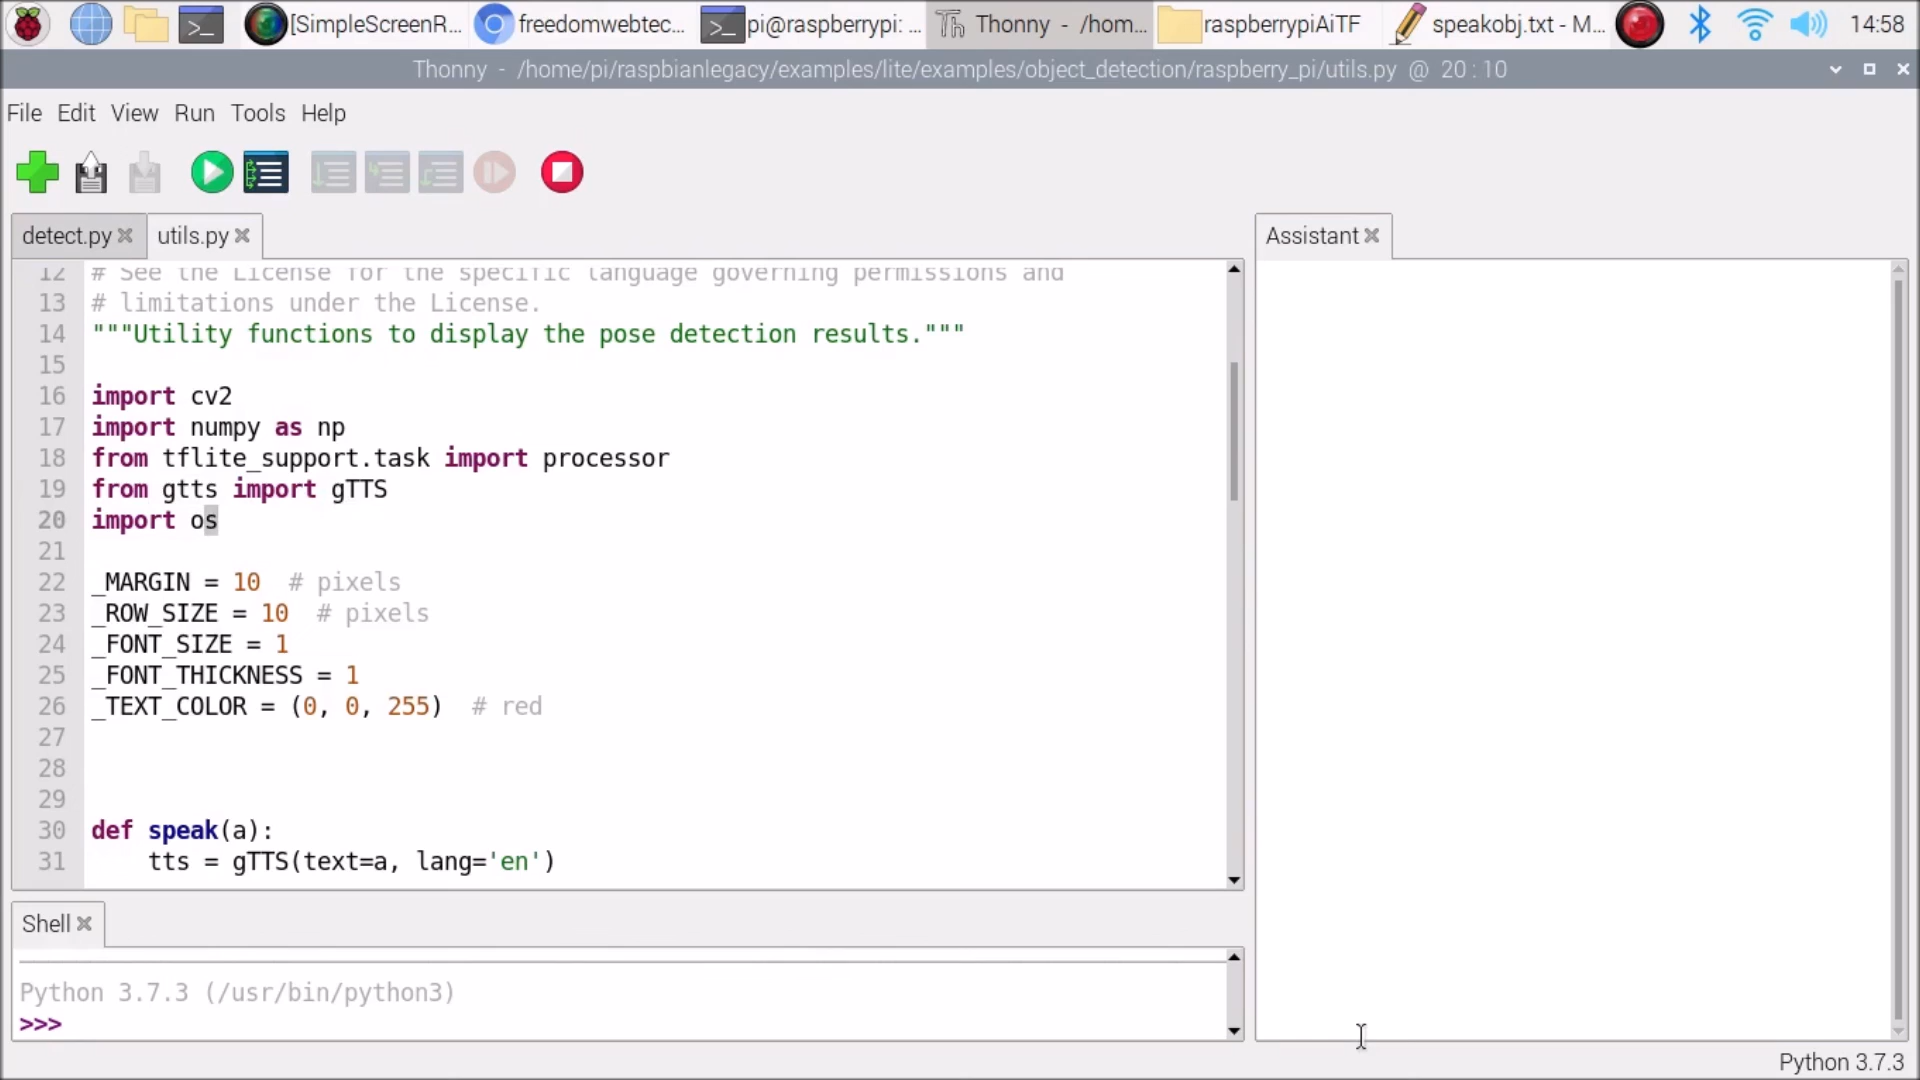 [SimpleScreenR...
freedomwebtec...
pi@raspberrypi: ...
Thonny - /hom...
raspberrypiAiTF
speakobj.txt - M...
14:58
Thonny - /home/pi/raspbianlegacy/examples/lite/examples/object_detection/raspberry_pi/utils.py @ 20:10
File Edit View Run Tools Help
detect.py
utils.py
Assistant
12 # See the License for the specific language governing permissions and
13 # limitations under the License.
14 """Utility functions to display the pose detection results."""
15
16 import cv2
17 import numpy as np
18 from tflite_support.task import processor
19 from gtts import gTTS
20 import os
21
22 _MARGIN = 10  # pixels
23 _ROW_SIZE = 10  # pixels
24 _FONT_SIZE = 1
25 _FONT_THICKNESS = 1
26 _TEXT_COLOR = (0, 0, 255)  # red
27
28
29
30 def speak(a):
31     tts = gTTS(text=a, lang='en')
Shell
Python 3.7.3 (/usr/bin/python3)
>>>
Python 3.7.3